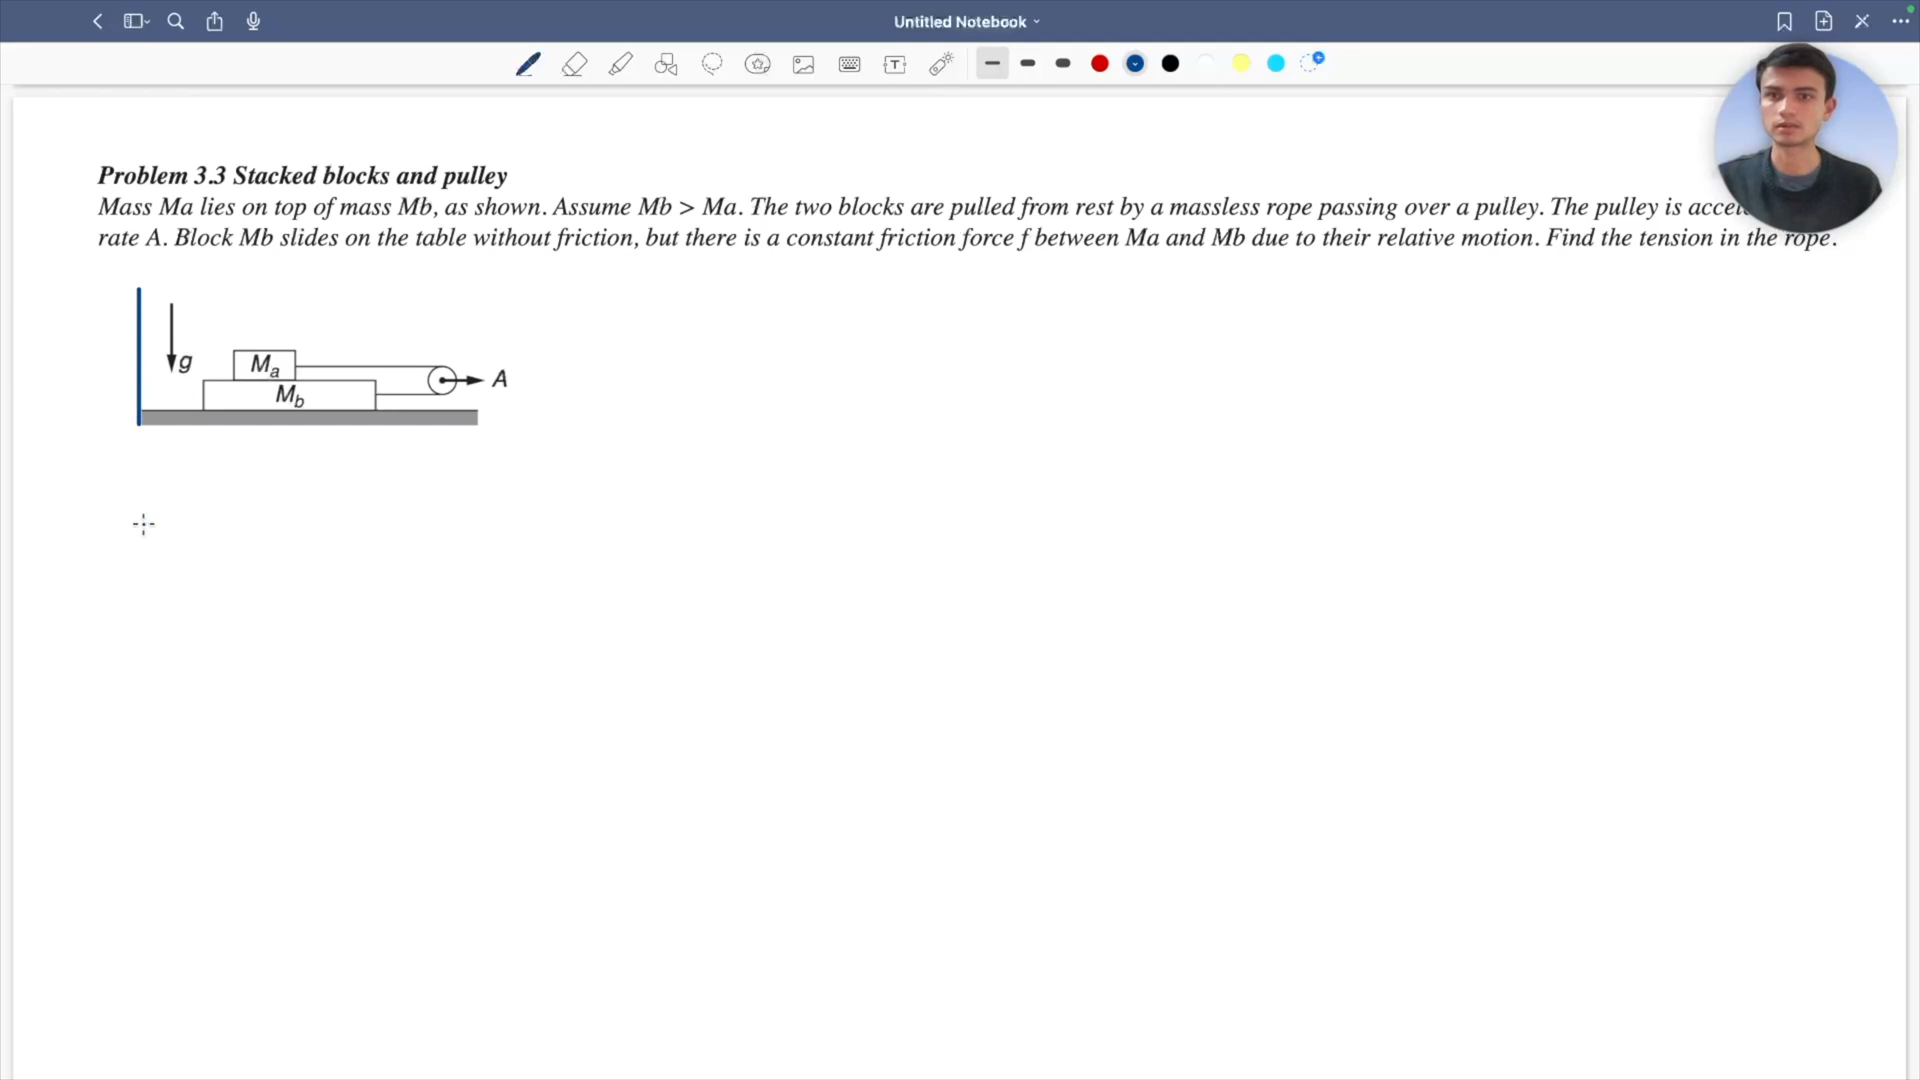 Untitled Notebook
Problem 3.3 Stacked blocks and pulley
Mass Ma lies on top of mass Mb, as shown. Assume Mb > Ma. The two blocks are pulled from rest by a massless rope passing over a pulley. The pulley is
rate A. Block Mb slides on the table without friction, but there is a constant friction force f between Ma and Mb due to their relative motion. Find the tension in the rope.
g
Ma
A
Mb